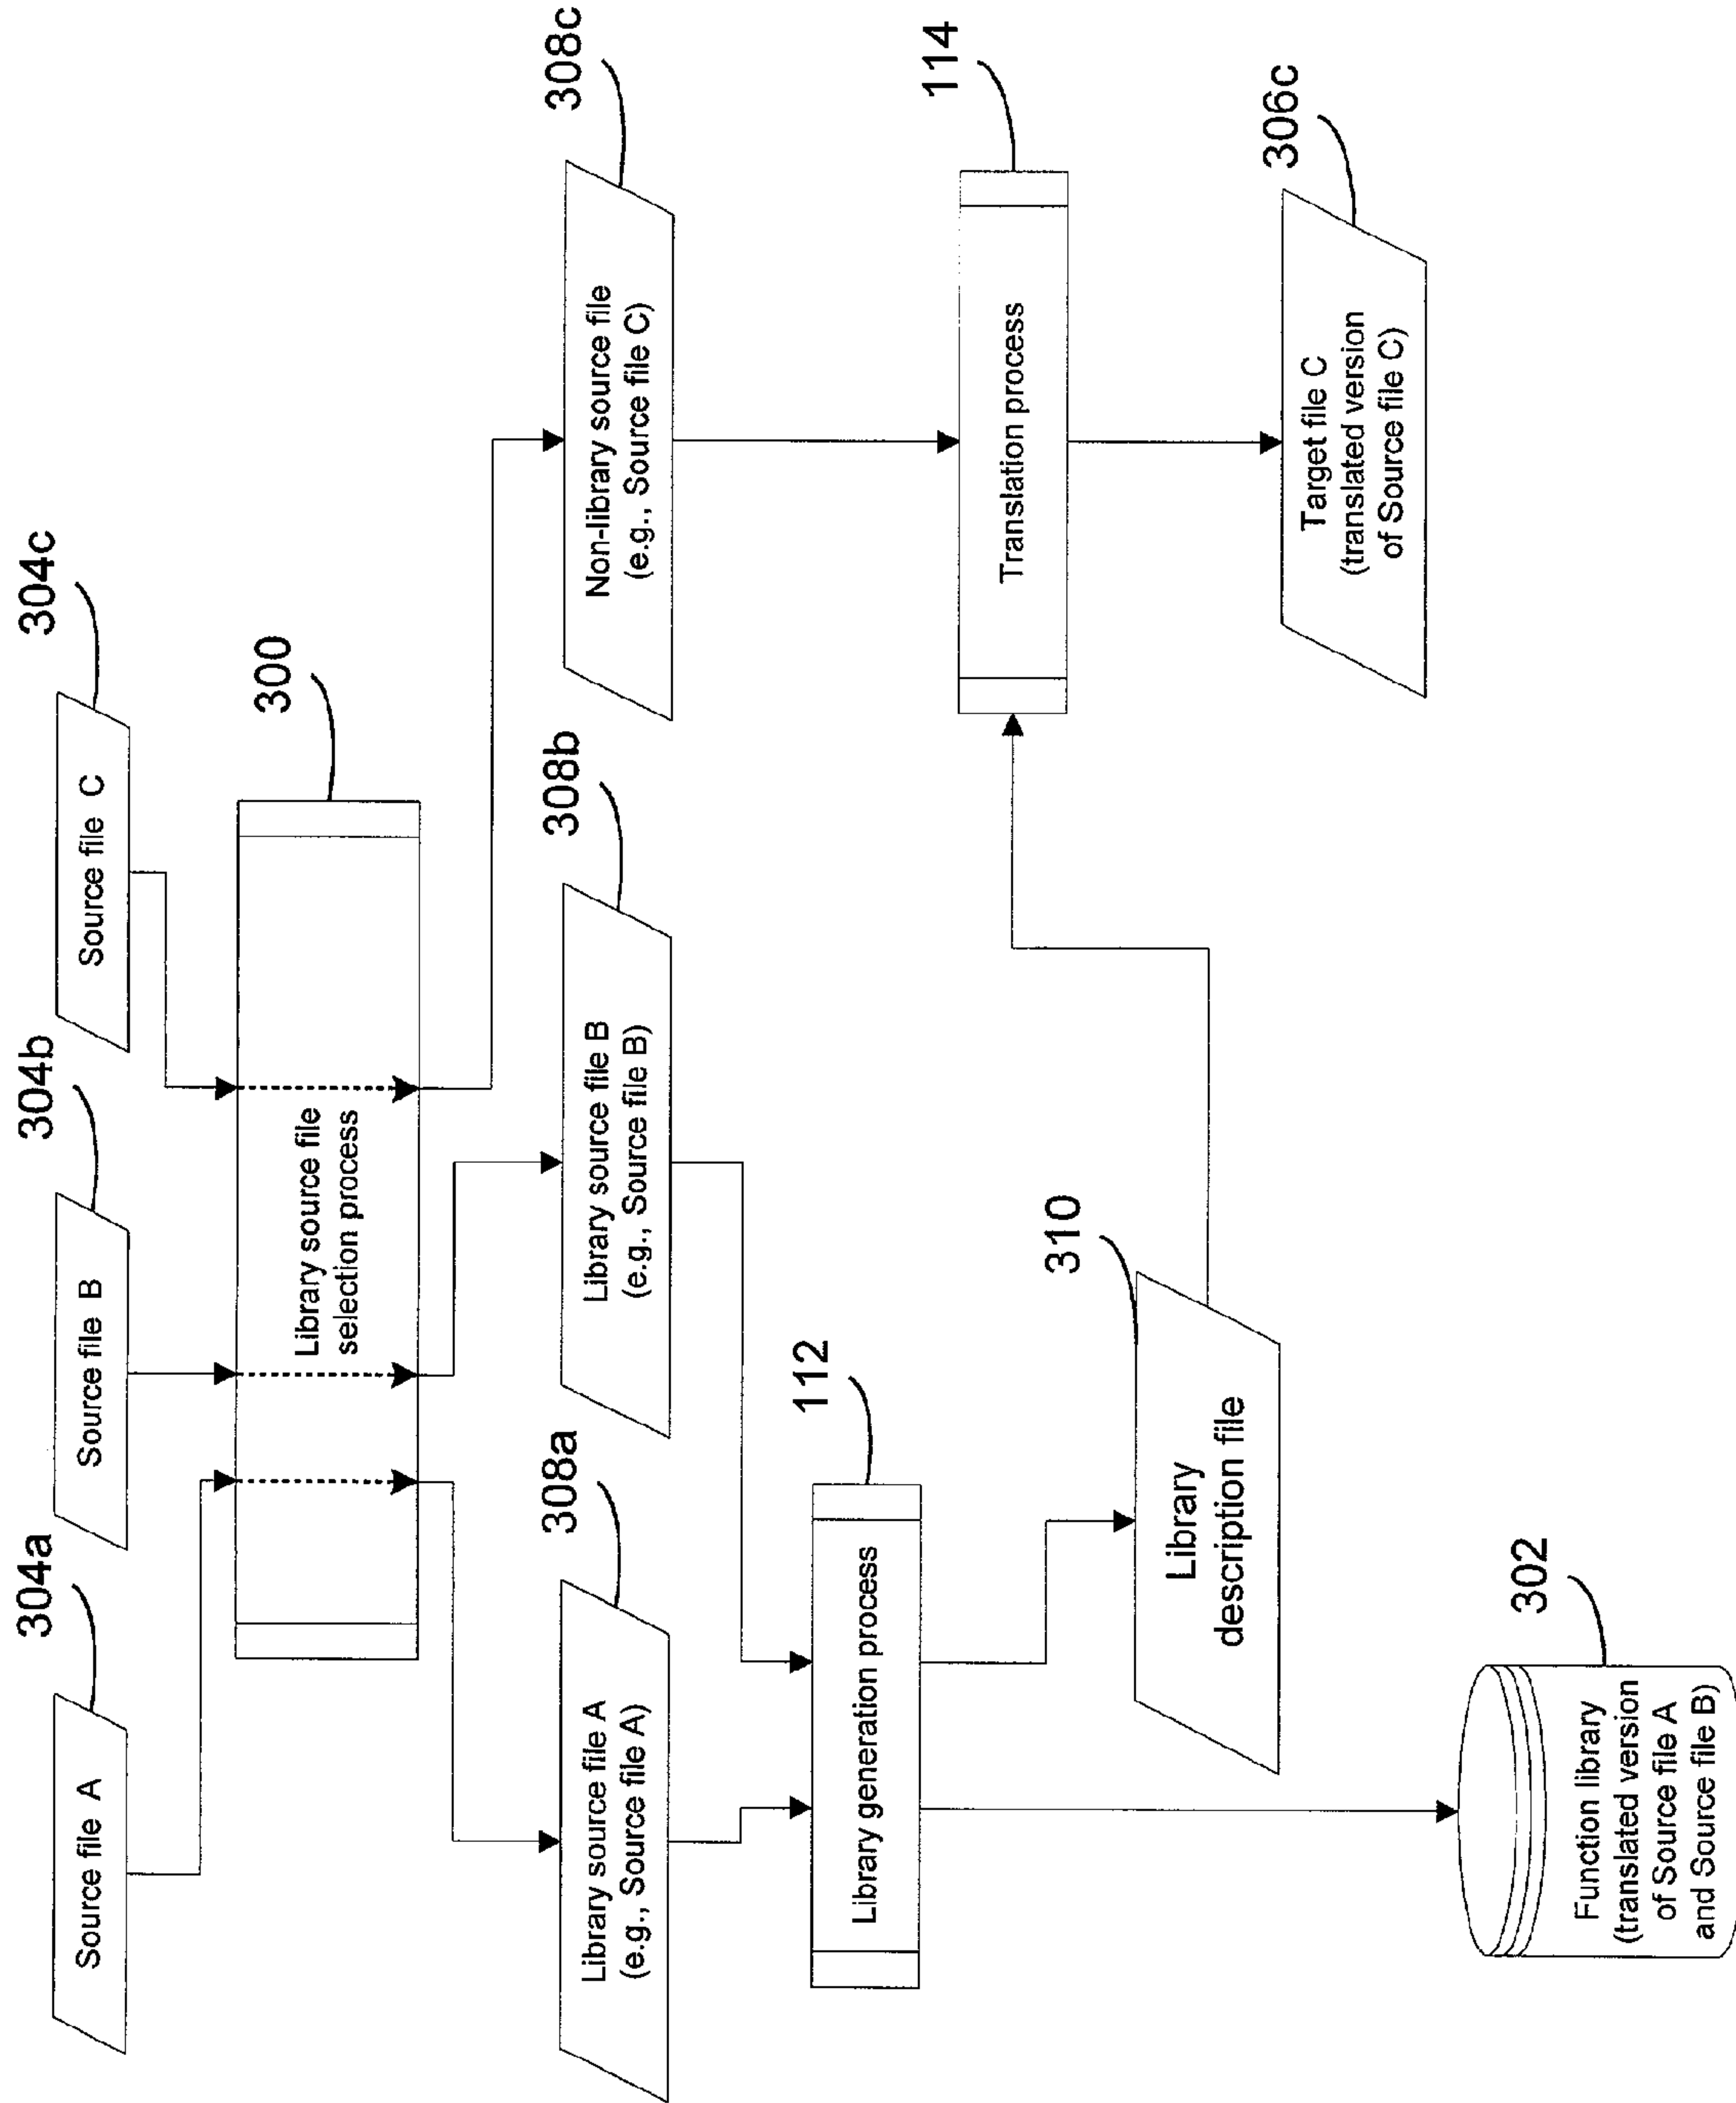 304a
304b
304c
Source file A
Source file B
Source file C
300
Library source file
selection process
308a
308b
308c
Library source file A
(e.g., Source file A)
Library source file B
(e.g., Source file B)
Non-library source file
(e.g., Source file C)
112
114
Library generation process
Translation process
310
306c
Library
description file
Target file C
(translated version
of Source file C)
302
Function library
(translated version
of Source file A
and Source file B)